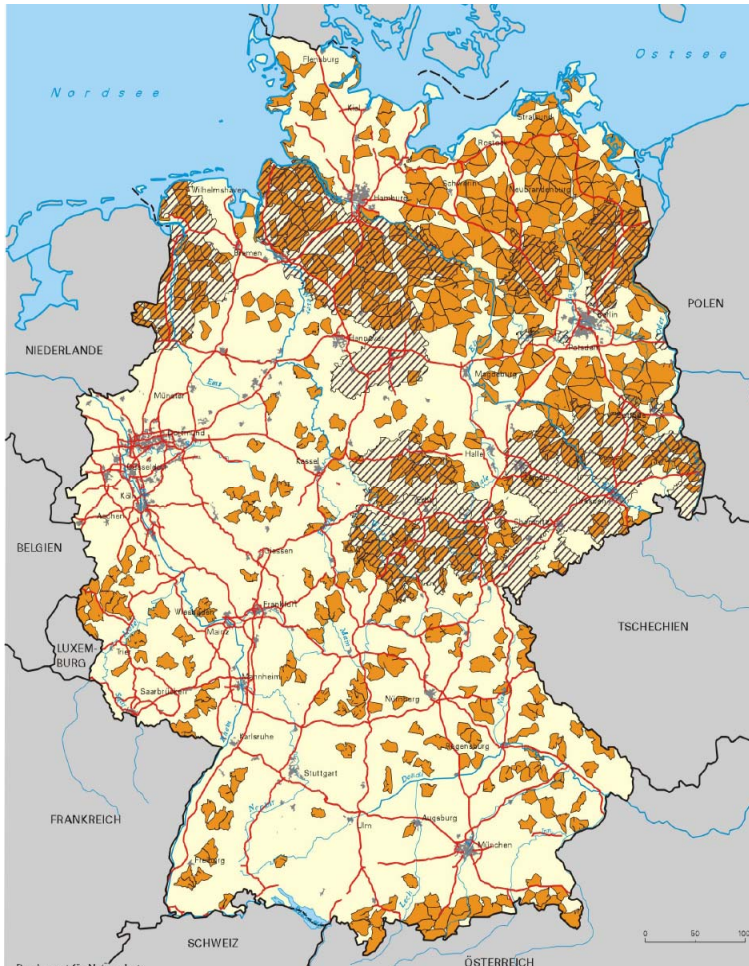 Nordsee
Ostsee
Flensburg
Kiel
Stralsund
Rostock
Wilhelmshaven
Schwerin
Neubrandenburg
Hamburg
Bremen
POLEN
Berlin
Hannover
Potsdam
NIEDERLANDE
Magdeburg
Ems
Münster
Cottbus
Dortmund
Halle
Kassel
Leipzig
Düsseldorf
Dresden
Köln
Erfurt
Aachen
Chemnitz
BELGIEN
Giessen
Wiesbaden
Frankfurt
Main
Mainz
TSCHECHIEN
LUXEM-
BURG
Trier
Mannheim
Saarbrücken
Nürnberg
Karlsruhe
Regensburg
Stuttgart
Donau
Neckar
FRANKREICH
Ulm
Augsburg
München
Inn
Freiburg
Lech
SCHWEIZ
0
50
100
ÖSTERREICH